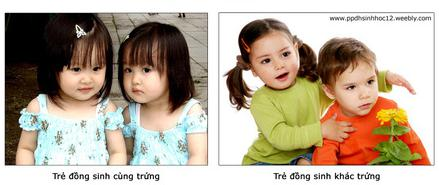 www.ppdhsinhhoc12.weebly.com
Trẻ đồng sinh cùng trứng
Trẻ đồng sinh khác trứng